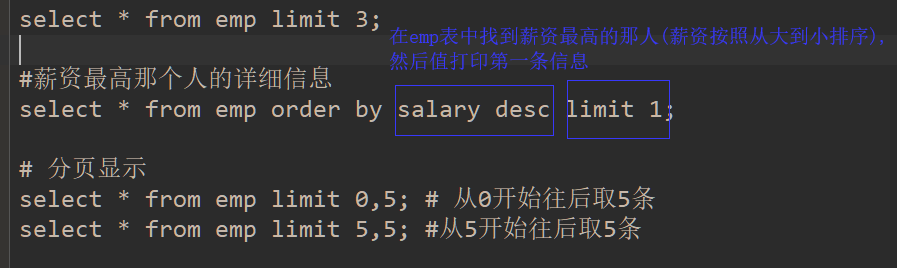 select * from emp limit 3;
在emp表中找到薪资最高的那人(薪资按照从大到小排序),
然后值打印第一条信息
#薪资最高那个人的详细信息
select * from emp order by salary desc limit 1;
# 分页显示
select * from emp limit 0,5; # 从0开始往后取5条
select * from emp limit 5,5; #从5开始往后取5条